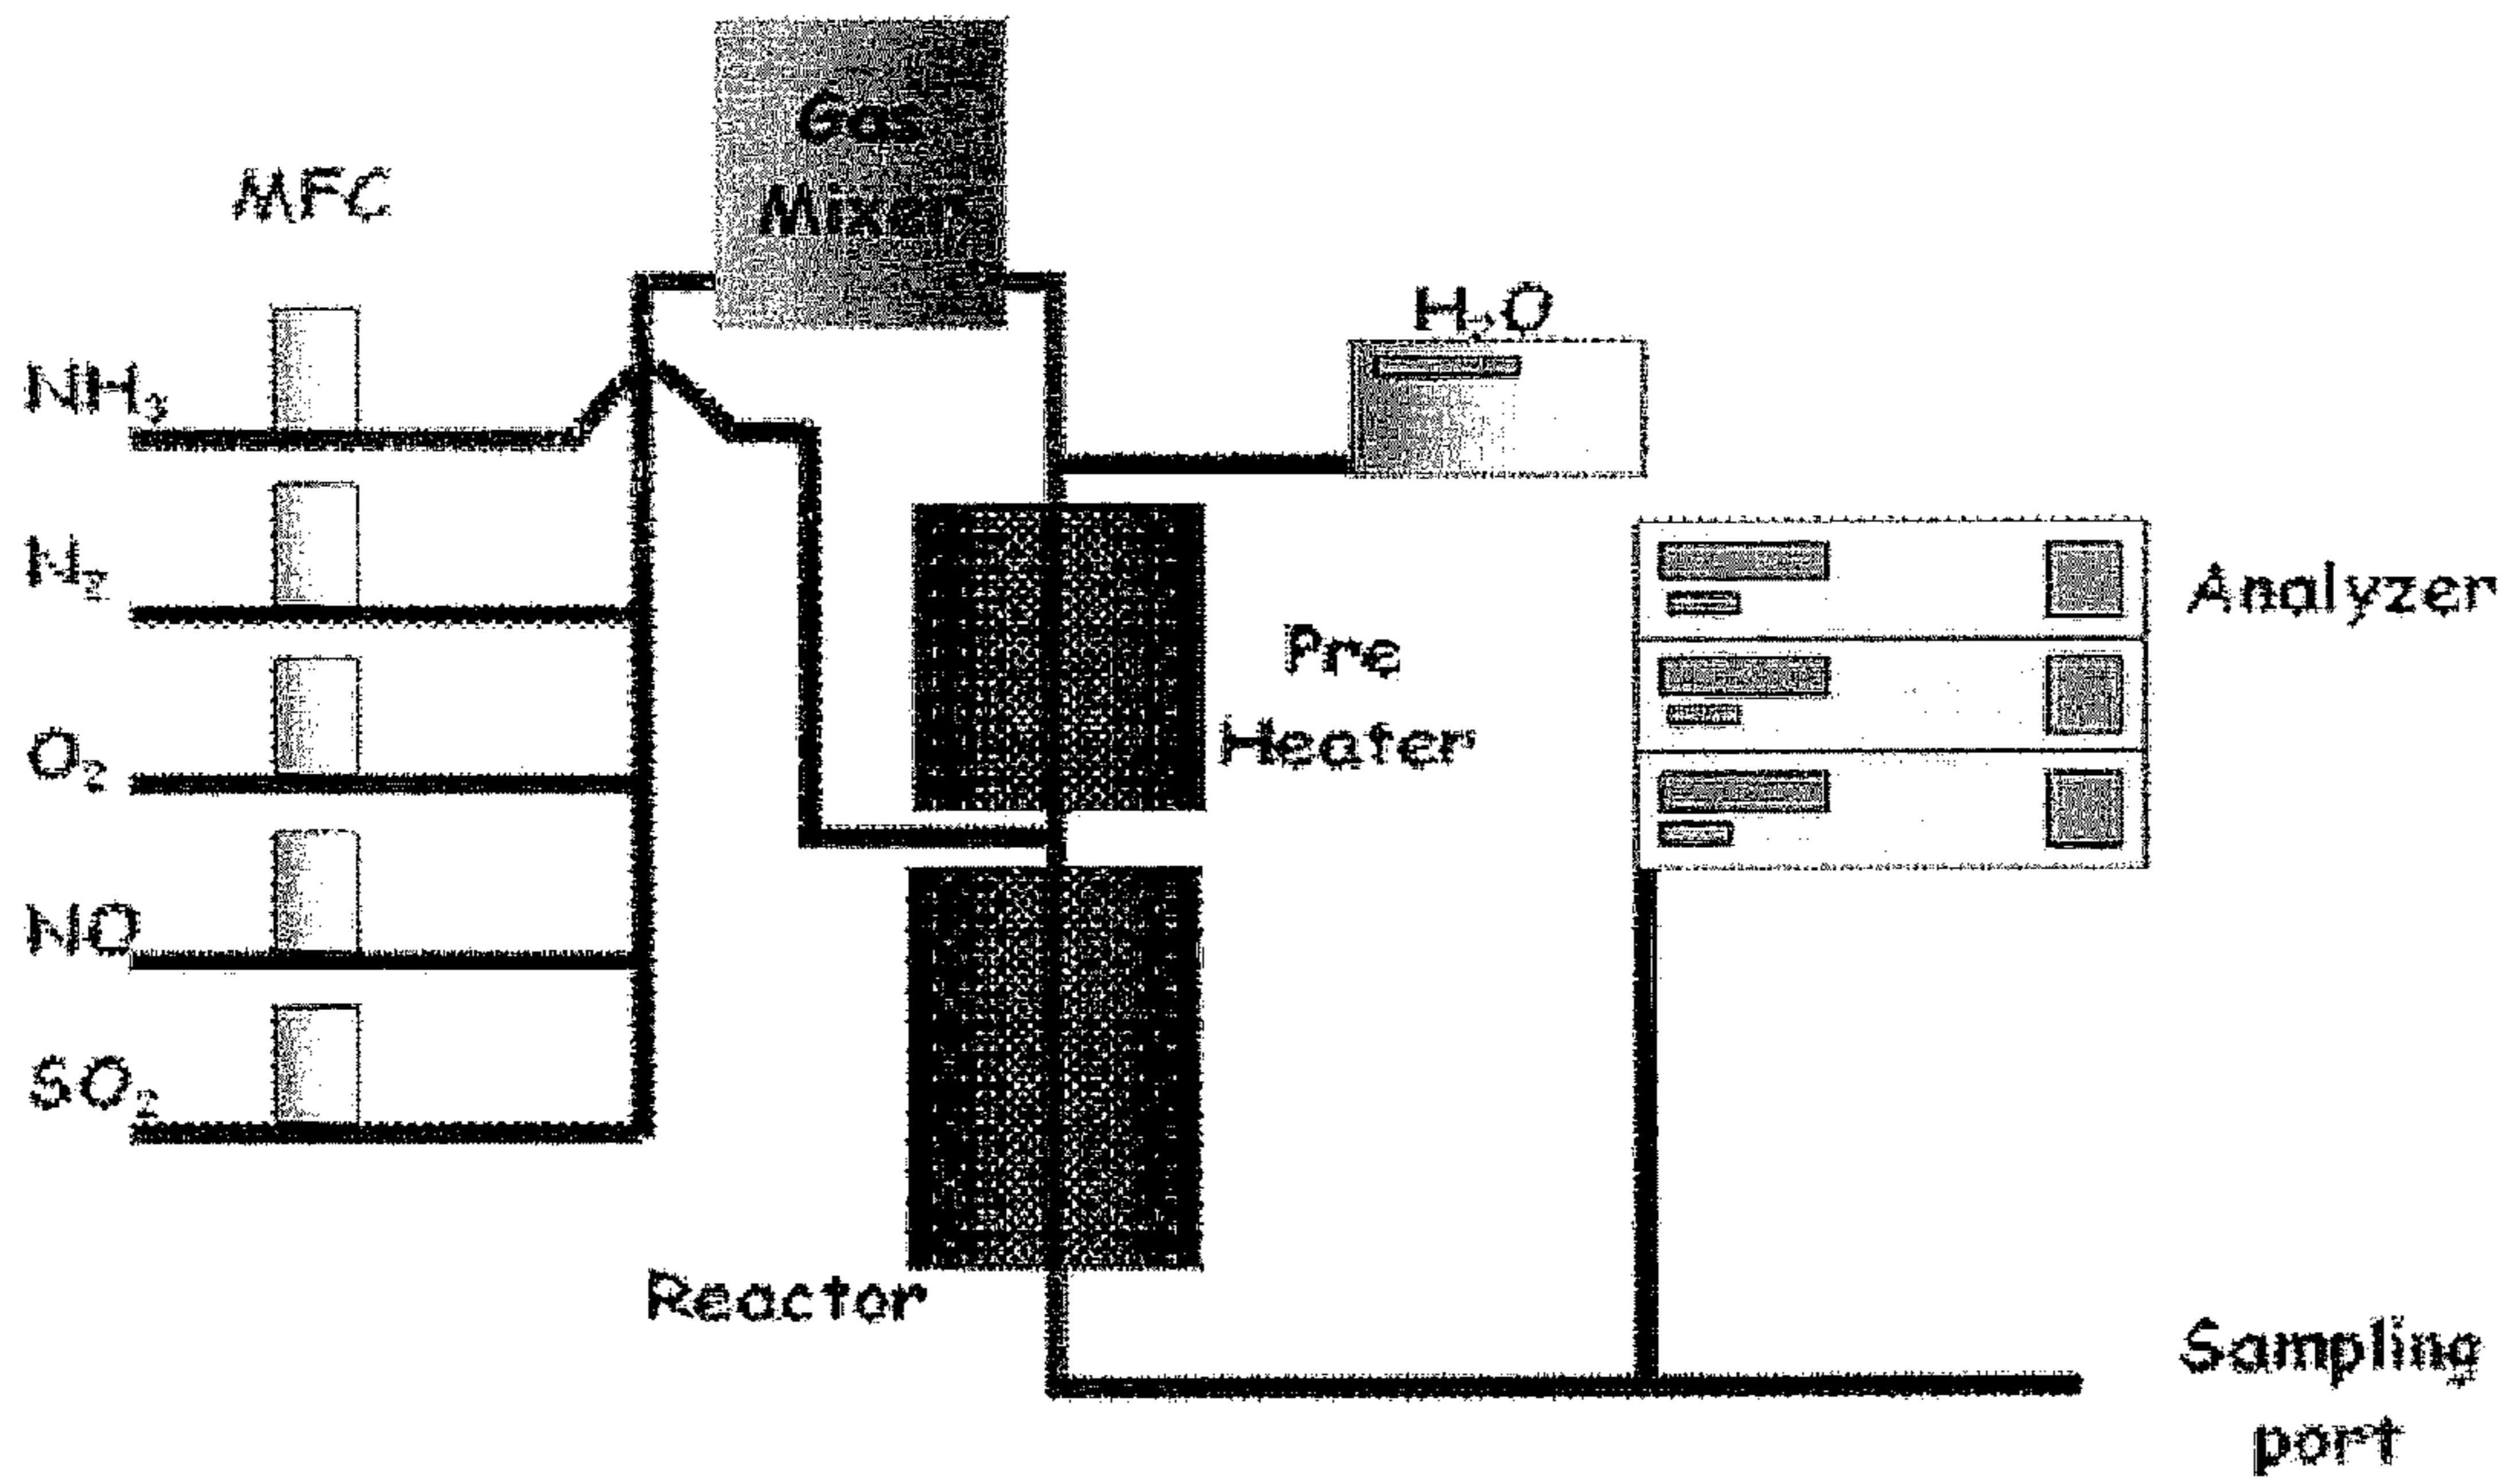 Gas
Mixer
MFC
H₂O
NH₃
N₂
O₂
NO
SO₂
Pre
Heater
Analyzer
Reactor
Sampling
port